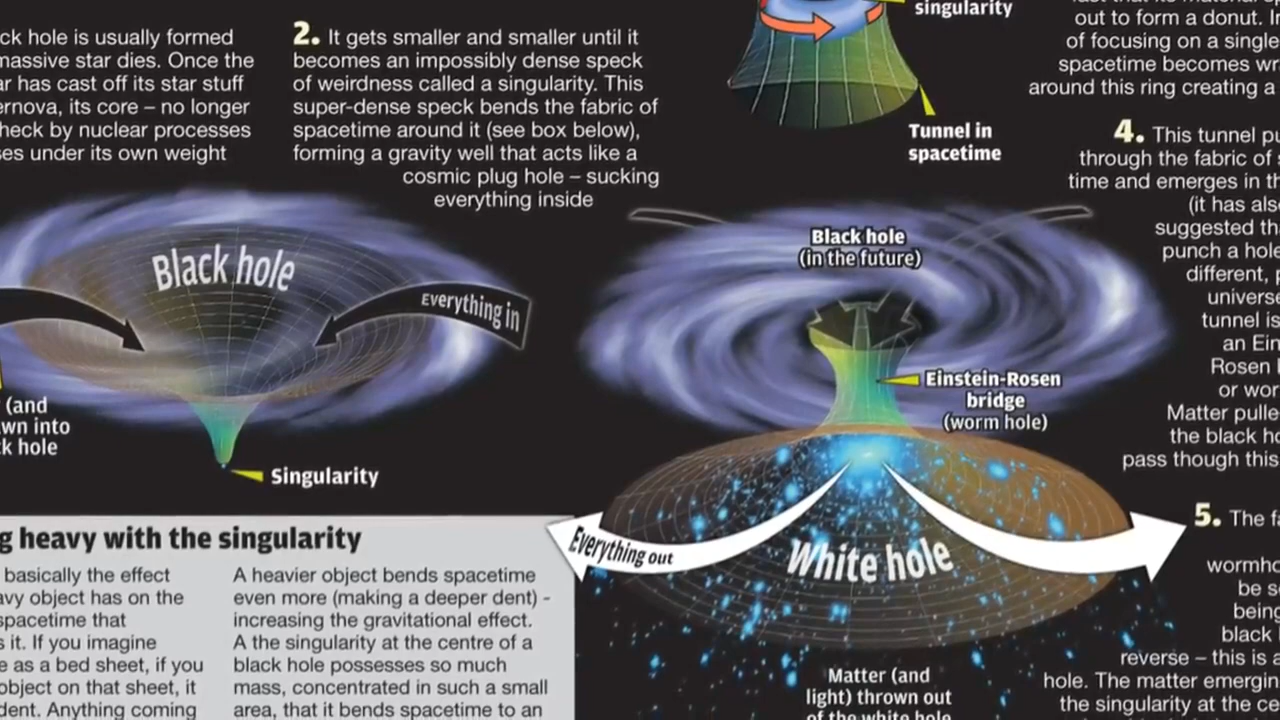 ck hole is usually formed
massive star dies. Once the
ar has cast off its star stuff
ernova, its core – no longer
heck by nuclear processes
ses under its own weight
2. It gets smaller and smaller until it
becomes an impossibly dense speck
of weirdness called a singularity. This
super-dense speck bends the fabric of
spacetime around it (see box below),
forming a gravity well that acts like a
cosmic plug hole – sucking
everything inside
singularity
Tunnel in
spacetime
out to form a donut. I
of focusing on a single
spacetime becomes wr
around this ring creating a
4. This tunnel pu
through the fabric of
time and emerges in th
(it has als
suggested tha
punch a hole
different, p
universe
tunnel is
an Ein
Rosen
or wor
Matter pulle
the black ho
pass though this
Black hole
Everything in
(and
wn into
k hole
Singularity
Black hole
(in the future)
Einstein-Rosen
bridge
(worm hole)
Everything out
White hole
Matter (and
light) thrown out
of the white hole
5. The f
wormho
be s
being
black
reverse – this is a
hole. The matter emergin
the singularity at the ce
g heavy with the singularity
basically the effect
avy object has on the
spacetime that
s it. If you imagine
e as a bed sheet, if you
object on that sheet, it
dent. Anything coming
A heavier object bends spacetime
even more (making a deeper dent) -
increasing the gravitational effect.
A the singularity at the centre of a
black hole possesses so much
mass, concentrated in such a small
area, that it bends spacetime to an